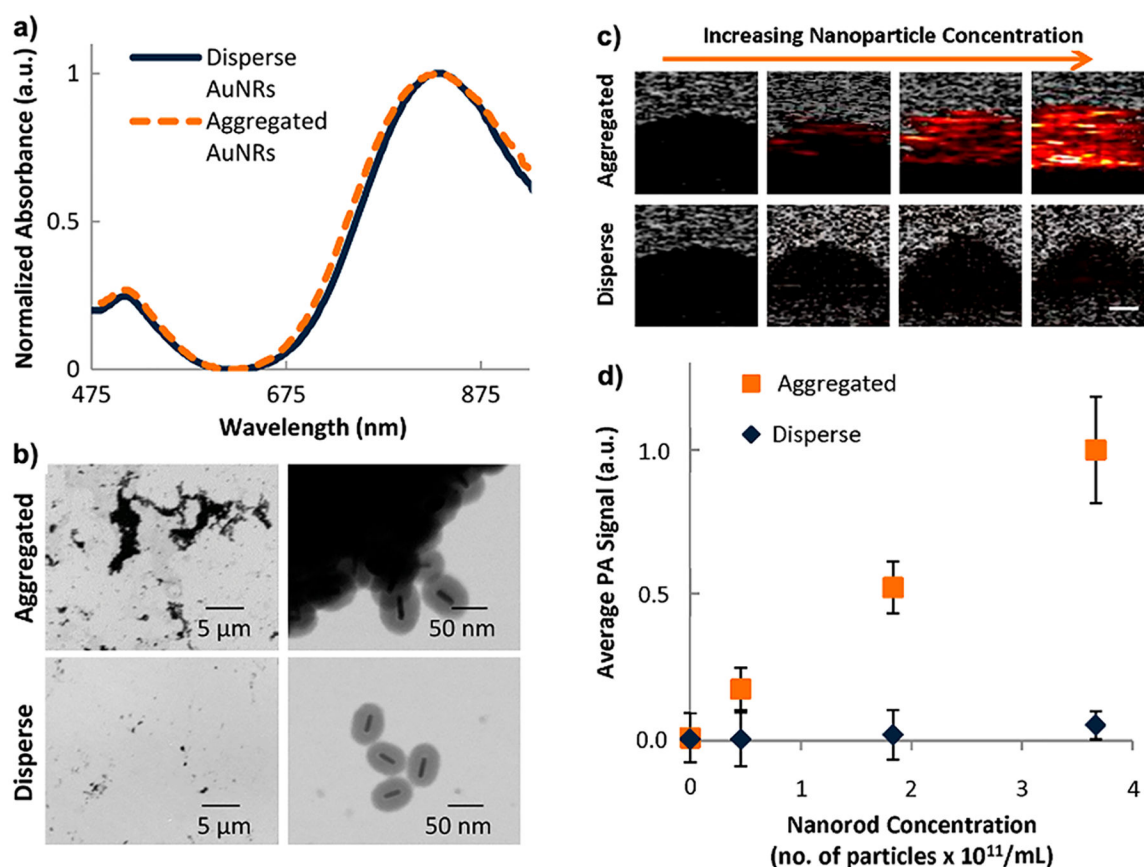 a)
Normalized Absorbance (a.u.)
1
0.5
0
Disperse
AuNRs
Aggregated
AuNRs
475
675
875
Wavelength (nm)
b)
Aggregated
5 µm
50 nm
Disperse
5 µm
50 nm
c)
Increasing Nanoparticle Concentration
Aggregated
Disperse
d)
Average PA Signal (a.u.)
1.0
0.5
0.0
Aggregated
Disperse
0
1
2
3
4
Nanorod Concentration
(no. of particles x 10¹¹/mL)